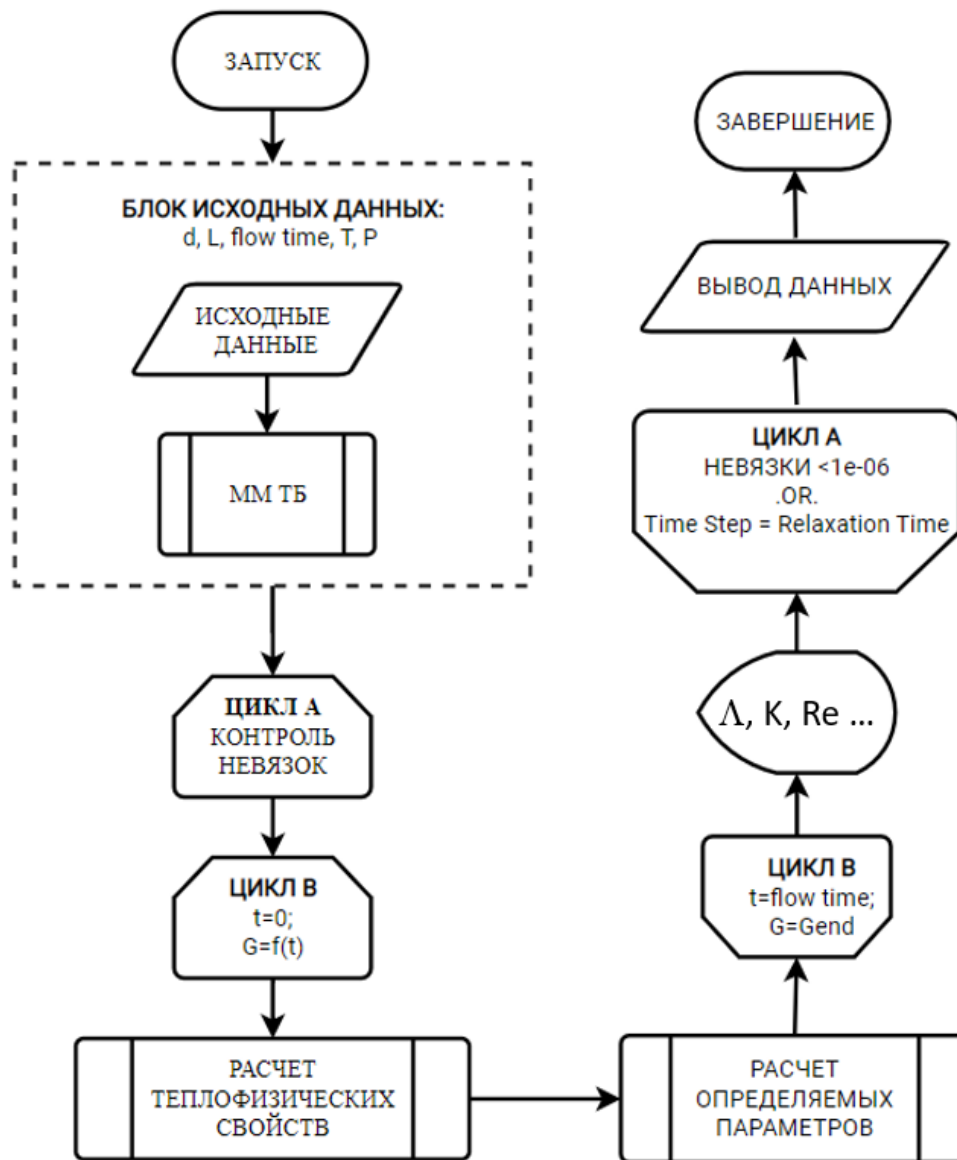 ЗАПУСК
БЛОК ИСХОДНЫХ ДАННЫХ:
d, L, flow time, T, P
ИСХОДНЫЕ
ДАННЫЕ
ММ ТБ
ЦИКЛ А
КОНТРОЛЬ
НЕВЯЗОК
ЦИКЛ B
t=0;
G=f(t)
РАСЧЕТ
ТЕПЛОФИЗИЧЕСКИХ
СВОЙСТВ
РАСЧЕТ
ОПРЕДЕЛЯЕМЫХ
ПАРАМЕТРОВ
ЦИКЛ B
t=flow time;
G=Gend
Λ, K, Re ...
ЦИКЛ А
НЕВЯЗКИ <1e-06
.OR.
Time Step = Relaxation Time
ВЫВОД ДАННЫХ
ЗАВЕРШЕНИЕ